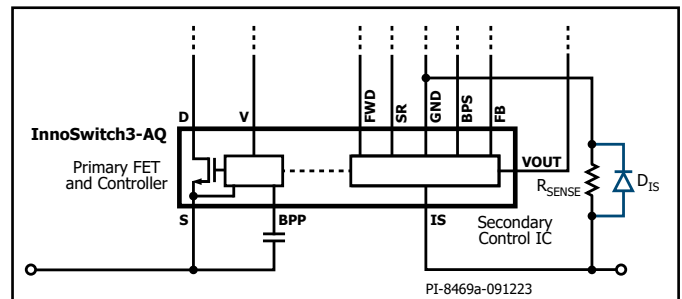 D
V
FWD
SR
GND
BPS
FB
InnoSwitch3-AQ
VOUT
Primary FET
and Controller
RSENSE
DIS
S
BPP
IS
Secondary
Control IC
PI-8469a-091223